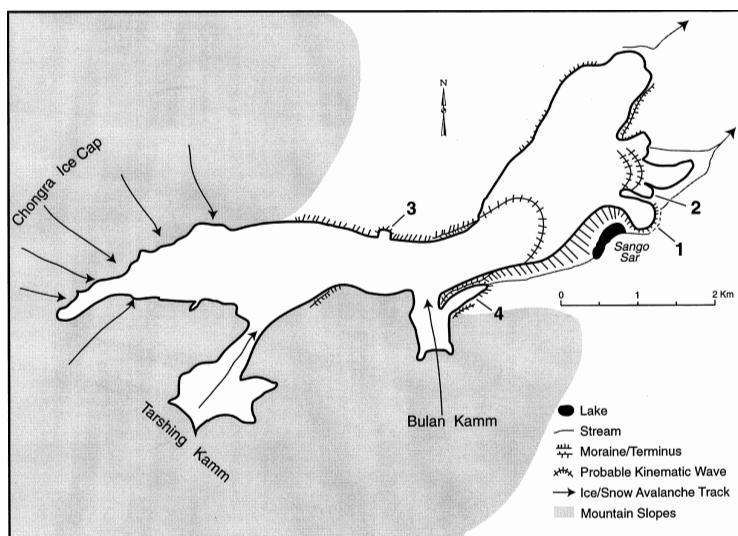 N
Chongra Ice Cap
3
2
1
Sango
Sar
0 1 2 Km
4
Bulan Kamm
Tarshing Kamm
Lake
Stream
Moraine/Terminus
Probable Kinematic Wave
Ice/Snow Avalanche Track
Mountain Slopes